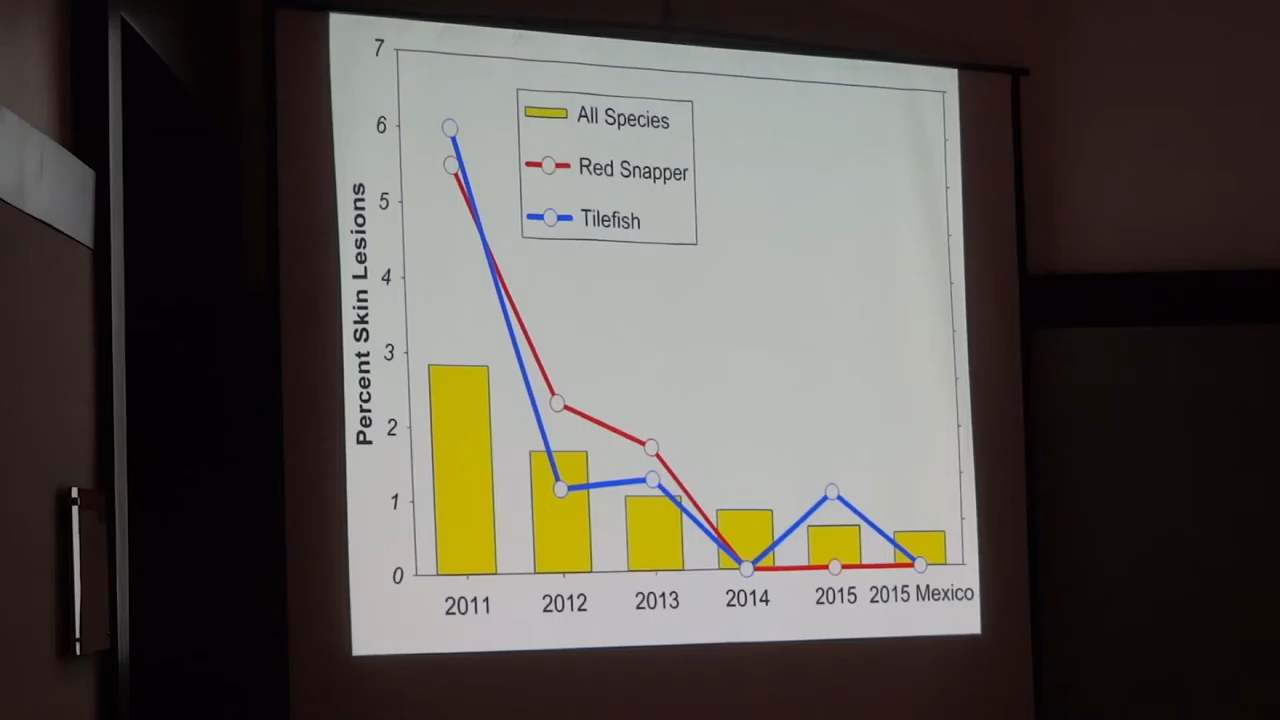 7
6
5
4
3
2
1
0
Percent Skin Lesions
All Species
Red Snapper
Tilefish
2011 2012 2013 2014 2015 2015 Mexico